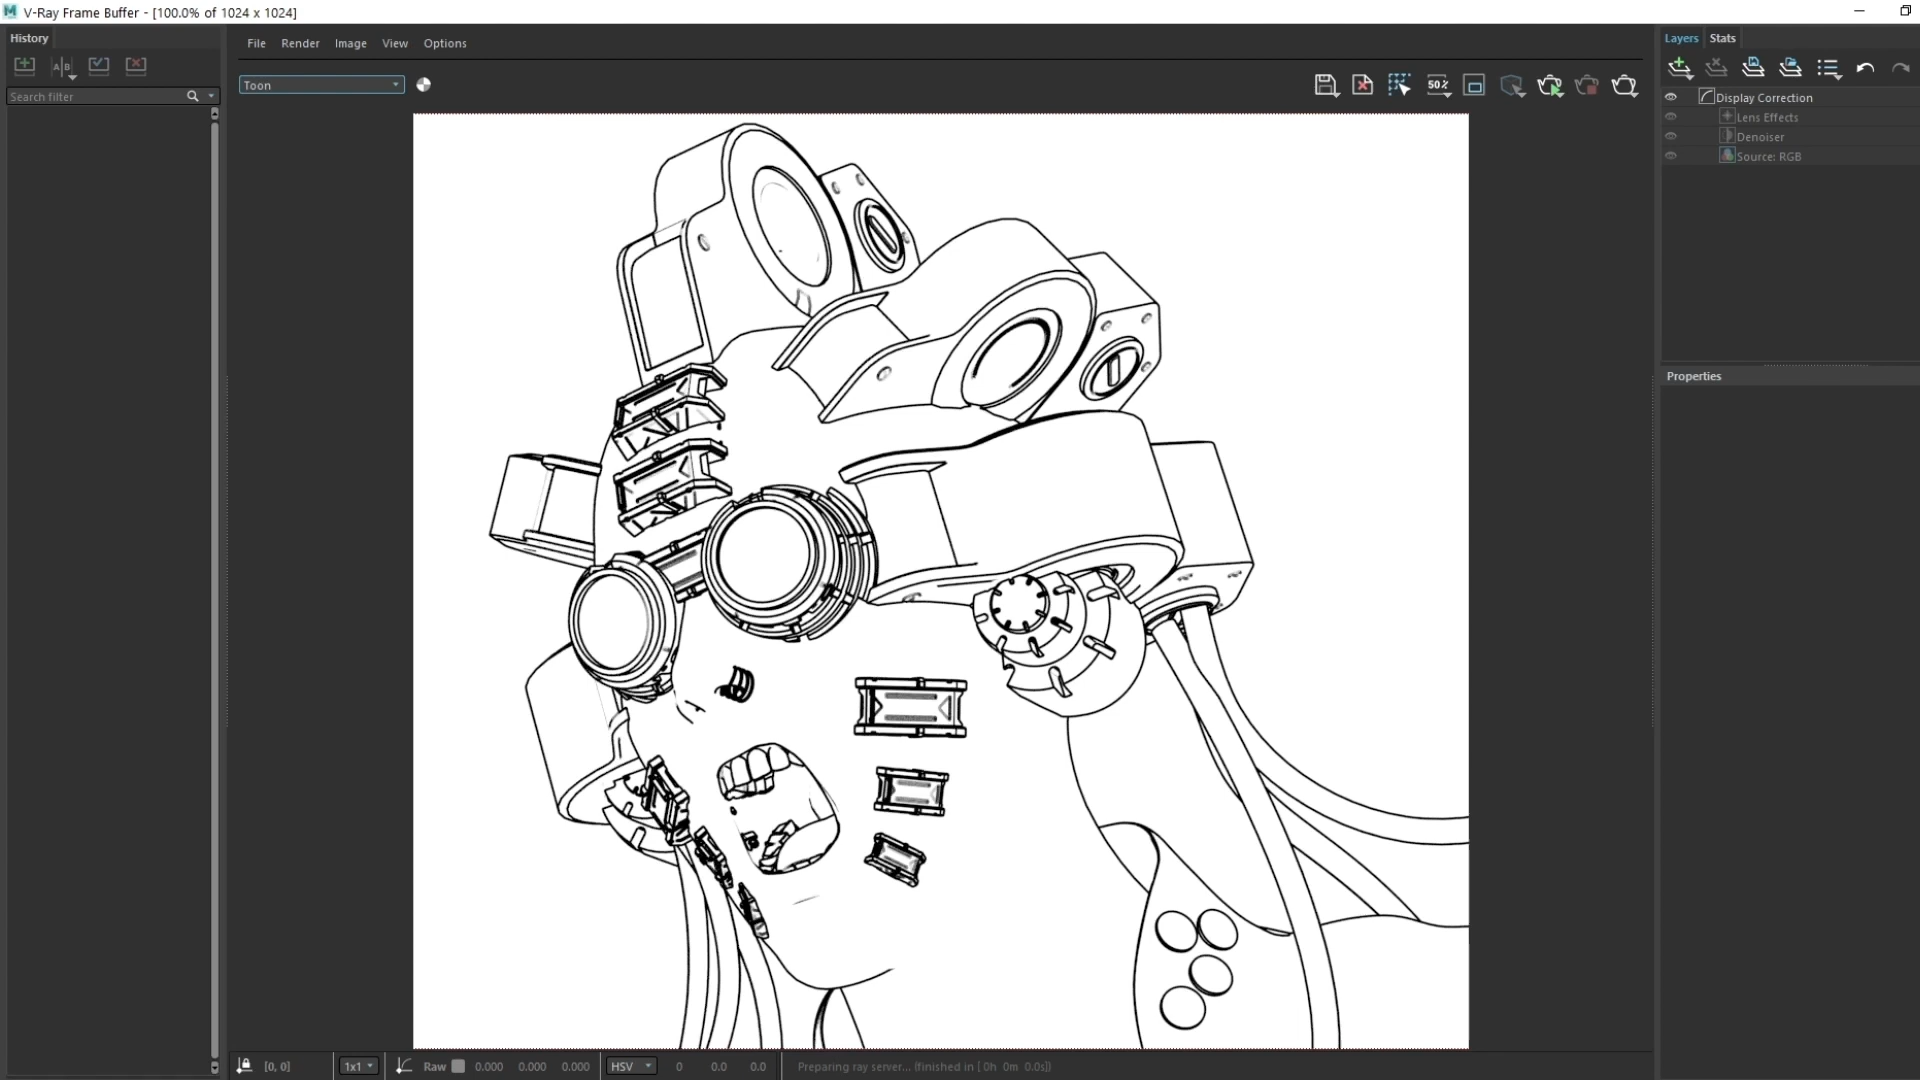 V-Ray Frame Buffer - [100.0% of 1024 x 1024]
History
File Render Image View Options
Layers Stats
A B
50%
Toon
Search filter
Display Correction
Lens Effects
Denoiser
Source: RGB
Properties
[0, 0]
1x1
Raw 0.000 0.000 0.000
HSV 0 0.0 0.0
Preparing ray server... (finished in [ 0h 0m 0.0s])